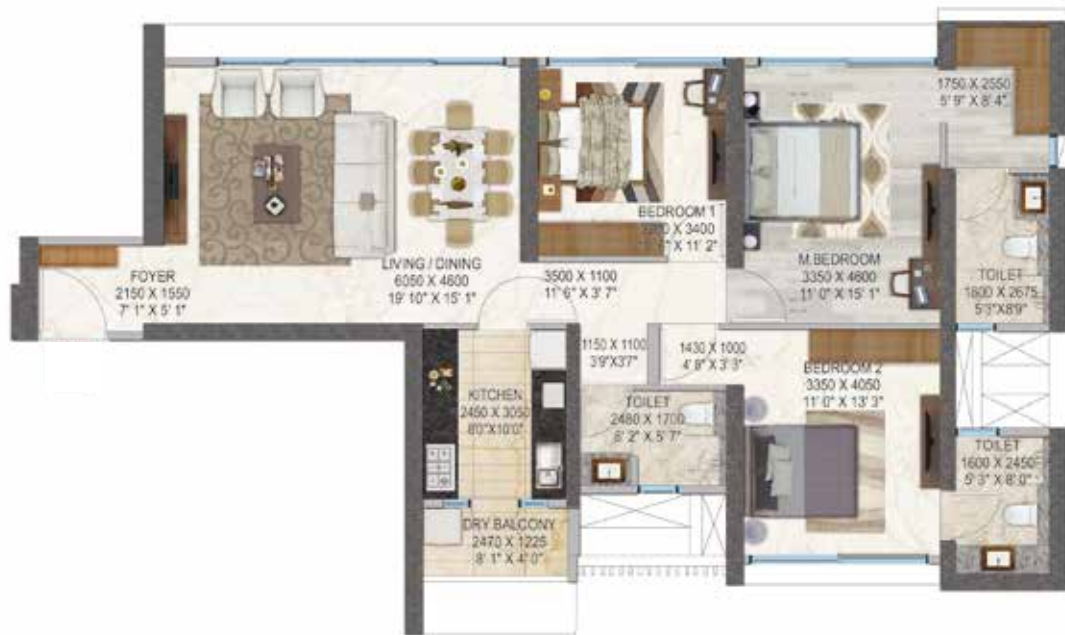 1750 X 2550
5' 9" X 8' 4"
BEDROOM 1
X 3400
X 11' 2"
FOYER
2150 X 1550
7' 1" X 5' 1"
LIVING / DINING
6050 X 4600
19' 10" X 15' 1"
3500 X 1100
11' 6" X 3' 7"
M.BEDROOM
3350 X 4600
11' 0" X 15' 1"
TOILET
1600 X 2675
5'3"X8'9"
1150 X 1100
3'9"X3'7"
1430 X 1000
4' 8" X 3' 3"
BEDROOM 2
3350 X 4050
11' 0" X 13' 3"
KITCHEN
2450 X 3050
8'0"X10'0"
TOILET
2480 X 1700
8' 2" X 5' 7"
TOILET
1600 X 2450
5' 3" X 8' 0"
DRY BALCONY
2470 X 1225
8' 1" X 4' 0"